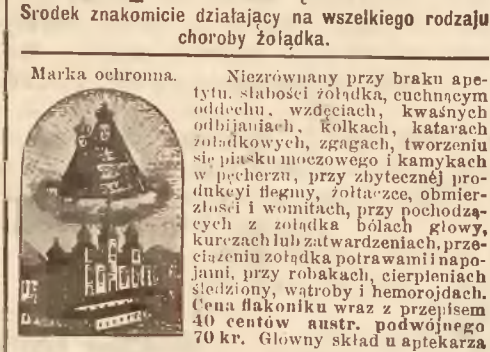 Środek znakomicie działający na wszelkiego rodzaju
choroby żołądka.
Marka ochronna.
Niezrównany przy braku ape-
tytu, słabości żołądka, cuchnącym
oddechu, wzdęciach, kwaśnych
odbijaniach, kolkach, katarach
żołądkowych, zgagach, tworzeniu
się piasku moczowego i kamykach
w pęcherzu, przy zbytecznéj pro-
dukcyi flegmy, żółtaczce, obmier-
złości i womitach, przy pochodzą-
cych z żołądka bólach głowy,
kurczach lub zatwardzeniach, prze-
ciążeniu żołądka potrawami i napo-
jami, przy robakach, cierpieniach
śledziony, wątroby i hemorojdach.
Cena flakoniku wraz z przepisem
40 centów austr. podwójnego
70 kr. Główny skład u aptekarza